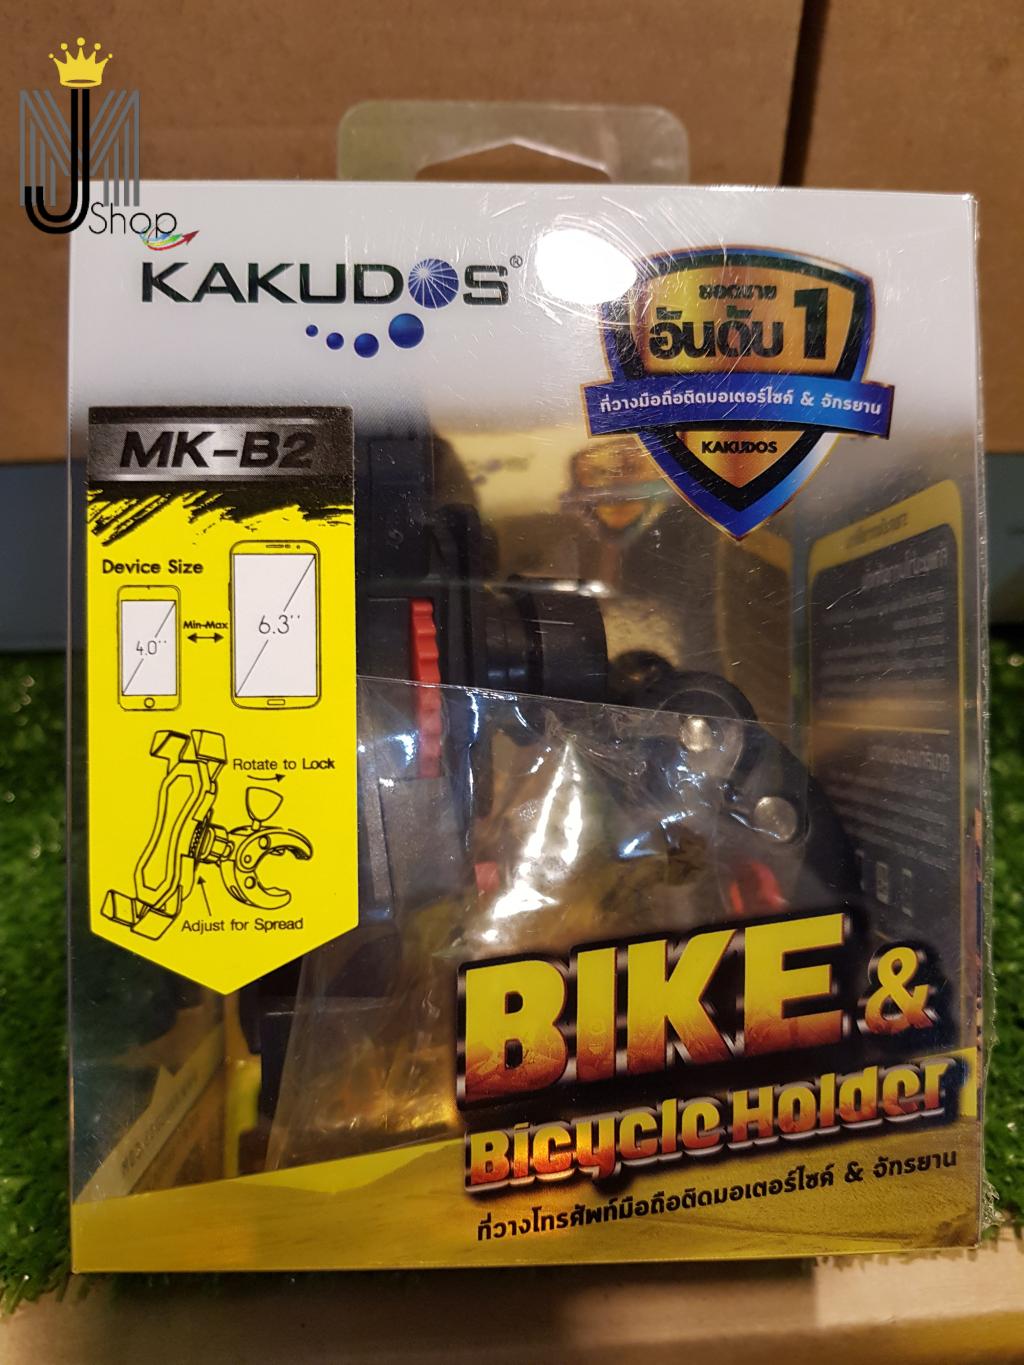 JM
Shop
KAKUDOS®
ยอดขาย
อันดับ 1
ที่วางมือถือติดมอเตอร์ไซค์ & จักรยาน
KAKUDOS
MK-B2
Device Size
Min-Max
4.0''
6.3''
Rotate to Lock
Adjust for Spread
BIKE &
Bicycle Holder
ที่วางโทรศัพท์มือถือติดมอเตอร์ไซค์ & จักรยาน